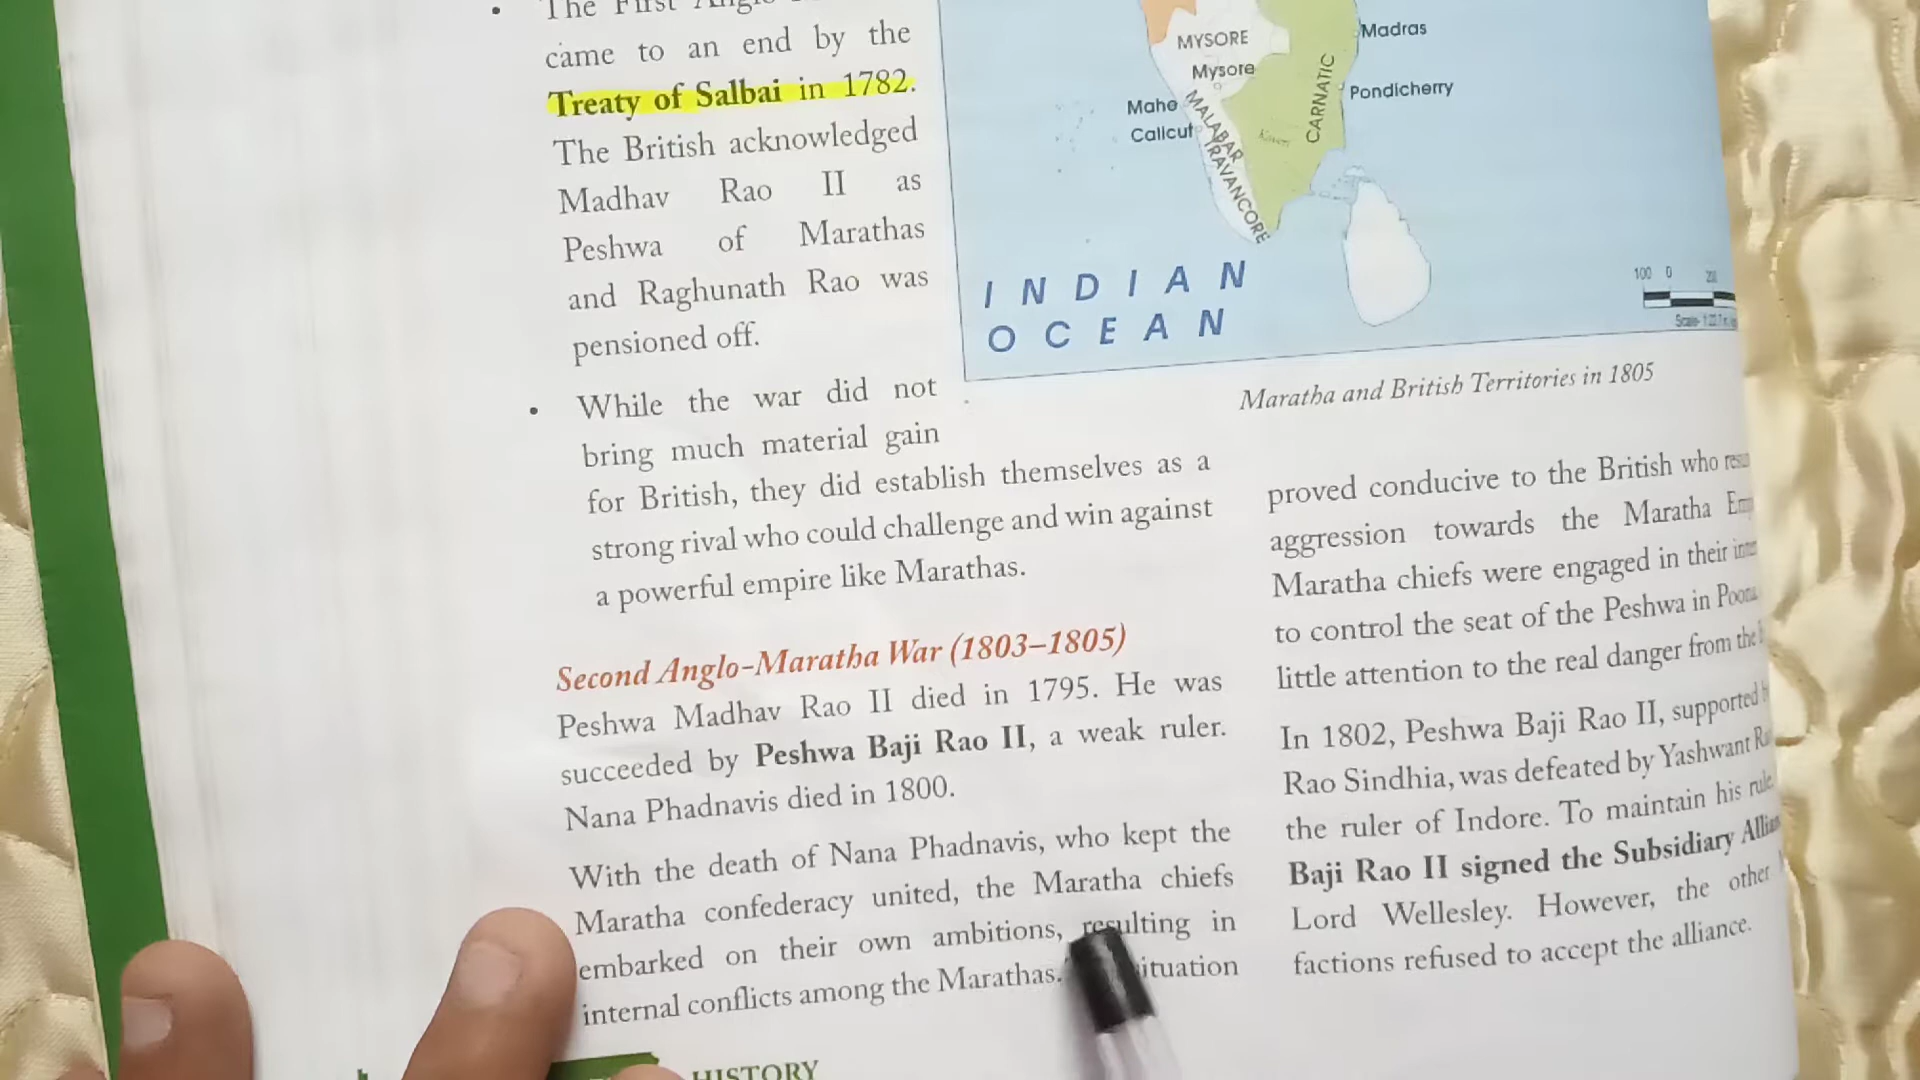 The First
came to an end by the
Treaty of Salbai in 1782.
The British acknowledged
Madhav Rao II as
Peshwa of Marathas
and Raghunath Rao was
pensioned off.
• While the war did not
bring much material gain
for British, they did establish themselves as a
strong rival who could challenge and win against
a powerful empire like Marathas.
Second Anglo-Maratha War (1803–1805)
Peshwa Madhav Rao II died in 1795. He was
succeeded by Peshwa Baji Rao II, a weak ruler.
Nana Phadnavis died in 1800.
With the death of Nana Phadnavis, who kept the
Maratha confederacy united, the Maratha chiefs
embarked on their own ambitions, resulting in
internal conflicts among the Marathas.
HISTORY
MYSORE
Mysore
Mahe
Calicut
MALABAR
TRAVANCORE
CARNATIC
Madras
Pondicherry
INDIAN
OCEAN
100 0
Maratha and British Territories in 1805
proved conducive to the British who
aggression towards the Maratha
Maratha chiefs were engaged in their
to control the seat of the Peshwa in
little attention to the real danger from the
In 1802, Peshwa Baji Rao II, supported
Rao Sindhia, was defeated by Yashwant
the ruler of Indore. To maintain his
Baji Rao II signed the Subsidiary
Lord Wellesley. However, the other
factions refused to accept the alliance.